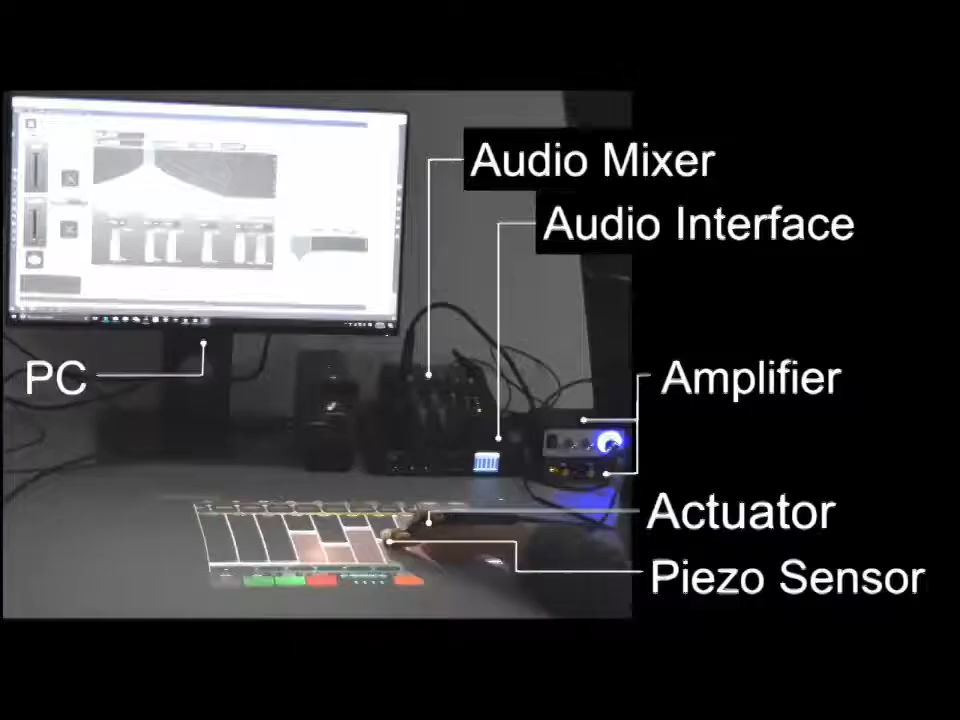 Audio Mixer
Audio Interface
PC
Amplifier
Actuator
Piezo Sensor